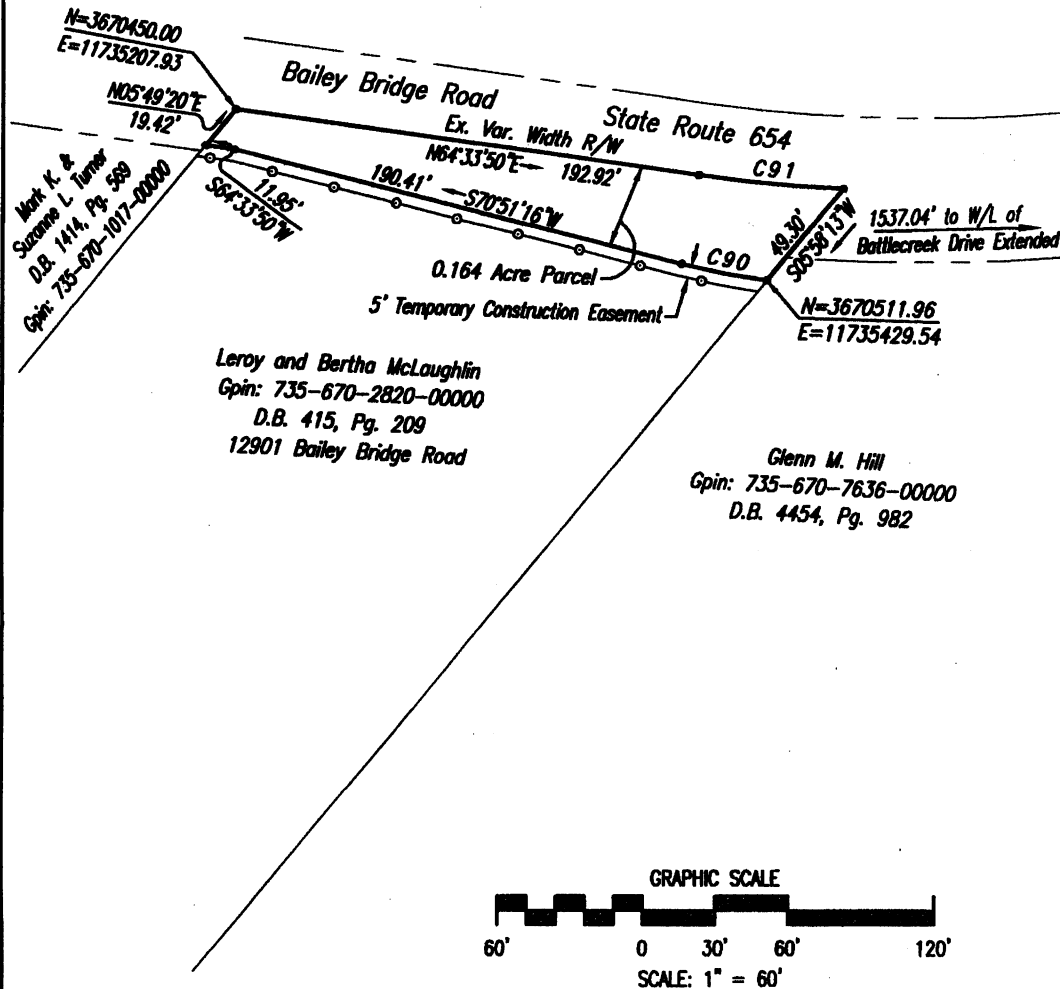 N=3670450.00
E=11735207.93
Bailey Bridge Road
State Route 654
N05°49'20"E
19.42'
Ex. Var. Width R/W
N64°33'50"E
192.92'
C91
Mark K. &
Suzanne L. Turner
D.B. 1414, Pg. 569
Gpin: 735-670-1017-00000
11.95'
S64°33'50"W
190.41'
S70°51'16"W
49.30'
S05°58'13"W
1537.04' to W/L of
Battlecreek Drive Extended
C90
0.164 Acre Parcel
5' Temporary Construction Easement
N=3670511.96
E=11735429.54
Leroy and Bertha McLaughlin
Gpin: 735-670-2820-00000
D.B. 415, Pg. 209
12901 Bailey Bridge Road
Glenn M. Hill
Gpin: 735-670-7636-00000
D.B. 4454, Pg. 982
GRAPHIC SCALE
60' 0 30' 60' 120'
SCALE: 1" = 60'